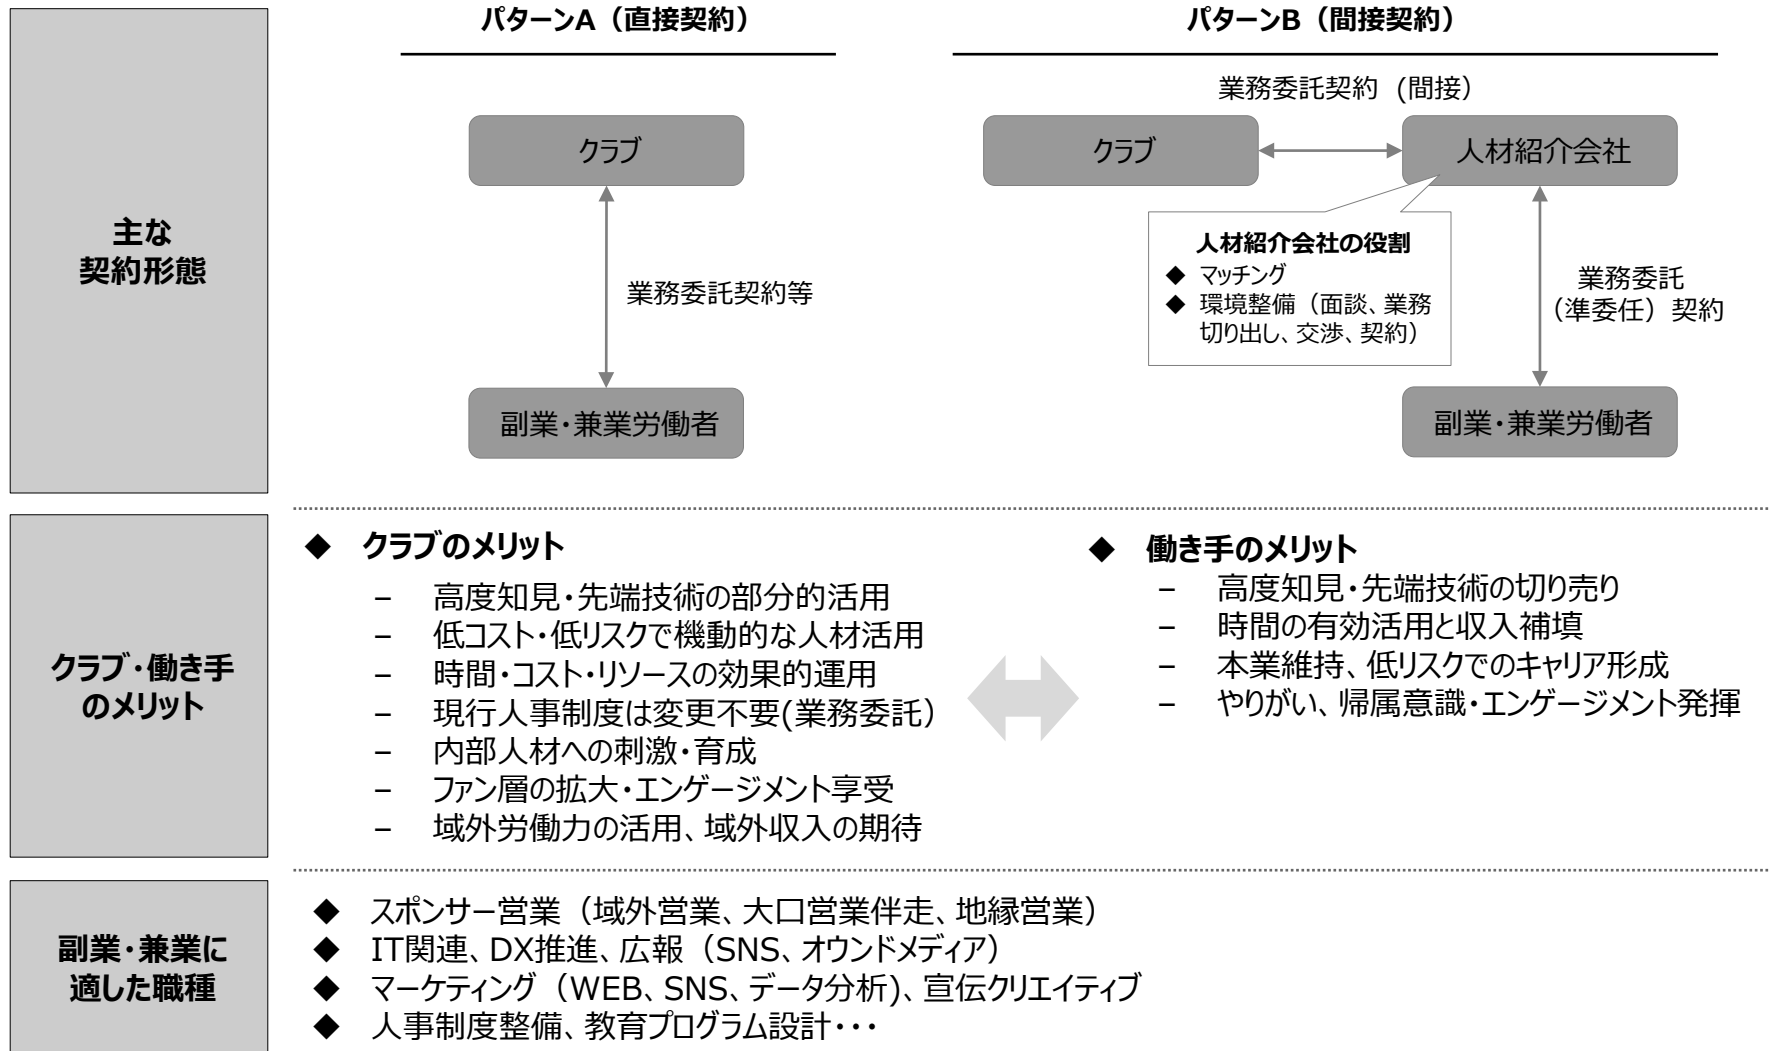 パターンA（直接契約）
パターンB（間接契約）
主な
契約形態
クラブ
業務委託契約等
副業・兼業労働者
業務委託契約 (間接）
クラブ
人材紹介会社
人材紹介会社の役割
◆ マッチング
◆ 環境整備（面談、業務
切り出し、交渉、契約）
業務委託
（準委任）契約
副業・兼業労働者
クラブ・働き手
のメリット
◆ クラブのメリット
– 高度知見・先端技術の部分的活用
– 低コスト・低リスクで機動的な人材活用
– 時間・コスト・リソースの効果的運用
– 現行人事制度は変更不要(業務委託）
– 内部人材への刺激・育成
– ファン層の拡大・エンゲージメント享受
– 域外労働力の活用、域外収入の期待
◆ 働き手のメリット
– 高度知見・先端技術の切り売り
– 時間の有効活用と収入補填
– 本業維持、低リスクでのキャリア形成
– やりがい、帰属意識・エンゲージメント発揮
副業・兼業に
適した職種
◆ スポンサー営業（域外営業、大口営業伴走、地縁営業）
◆ IT関連、DX推進、広報（SNS、オウンドメディア）
◆ マーケティング（WEB、SNS、データ分析)、宣伝クリエイティブ
◆ 人事制度整備、教育プログラム設計・・・